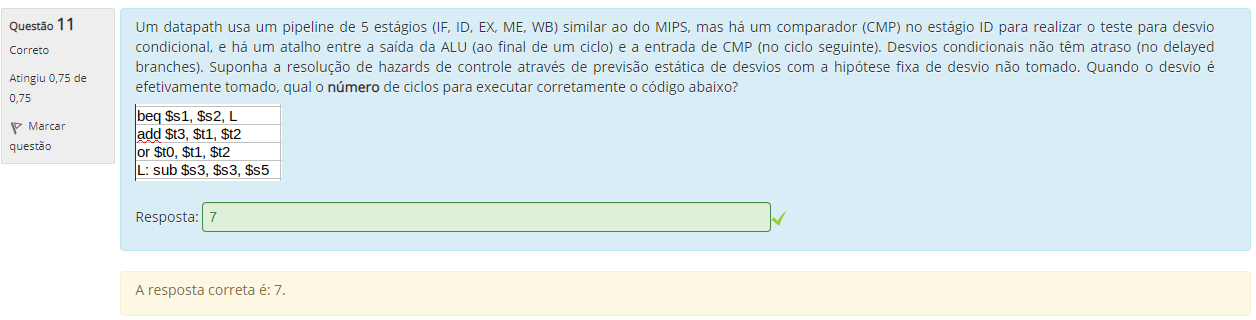 Questão 11
Correto
Atingiu 0,75 de
0,75
Marcar
questão
Um datapath usa um pipeline de 5 estágios (IF, ID, EX, ME, WB) similar ao do MIPS, mas há um comparador (CMP) no estágio ID para realizar o teste para desvio
condicional, e há um atalho entre a saída da ALU (ao final de um ciclo) e a entrada de CMP (no ciclo seguinte). Desvios condicionais não têm atraso (no delayed
branches). Suponha a resolução de hazards de controle através de previsão estática de desvios com a hipótese fixa de desvio não tomado. Quando o desvio é
efetivamente tomado, qual o número de ciclos para executar corretamente o código abaixo?
beq $s1, $s2, L
add $t3, $t1, $t2
or $t0, $t1, $t2
L: sub $s3, $s3, $s5
Resposta: 7
A resposta correta é: 7.